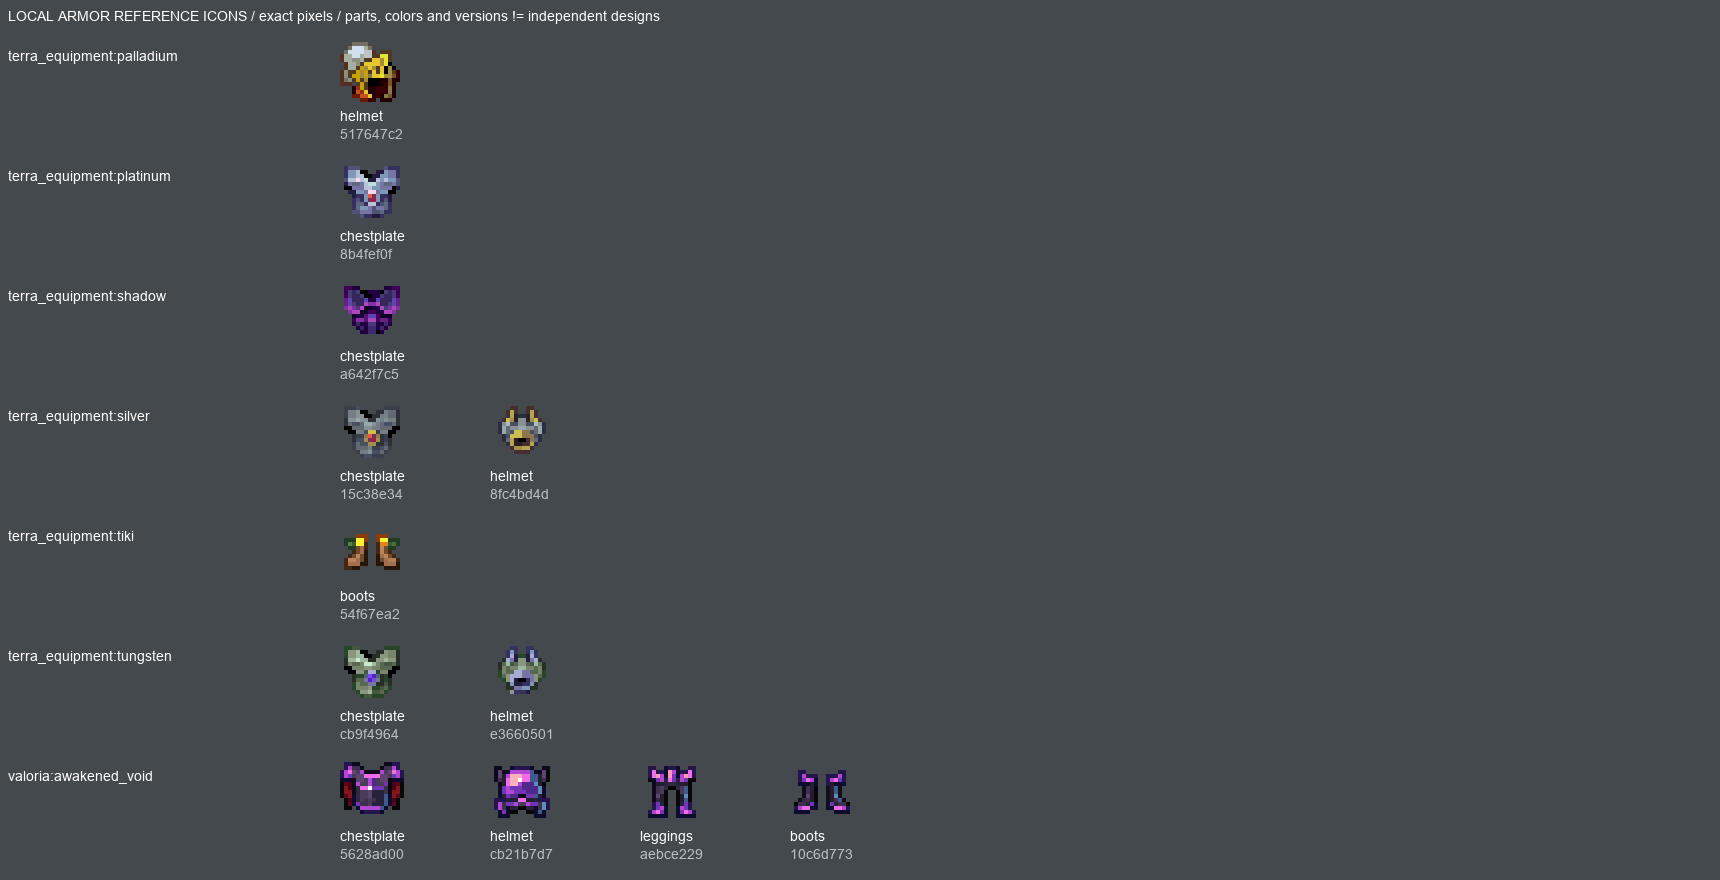 LOCAL ARMOR REFERENCE ICONS / exact pixels / parts, colors and versions != independent designs
terra_equipment:palladium
helmet
517647c2
terra_equipment:platinum
chestplate
8b4fef0f
terra_equipment:shadow
chestplate
a642f7c5
terra_equipment:silver
chestplate helmet
15c38e34 8fc4bd4d
terra_equipment:tiki
boots
54f67ea2
terra_equipment:tungsten
chestplate helmet
cb9f4964 e3660501
valoria:awakened_void
chestplate helmet leggings boots
5628ad00 cb21b7d7 aebce229 10c6d773